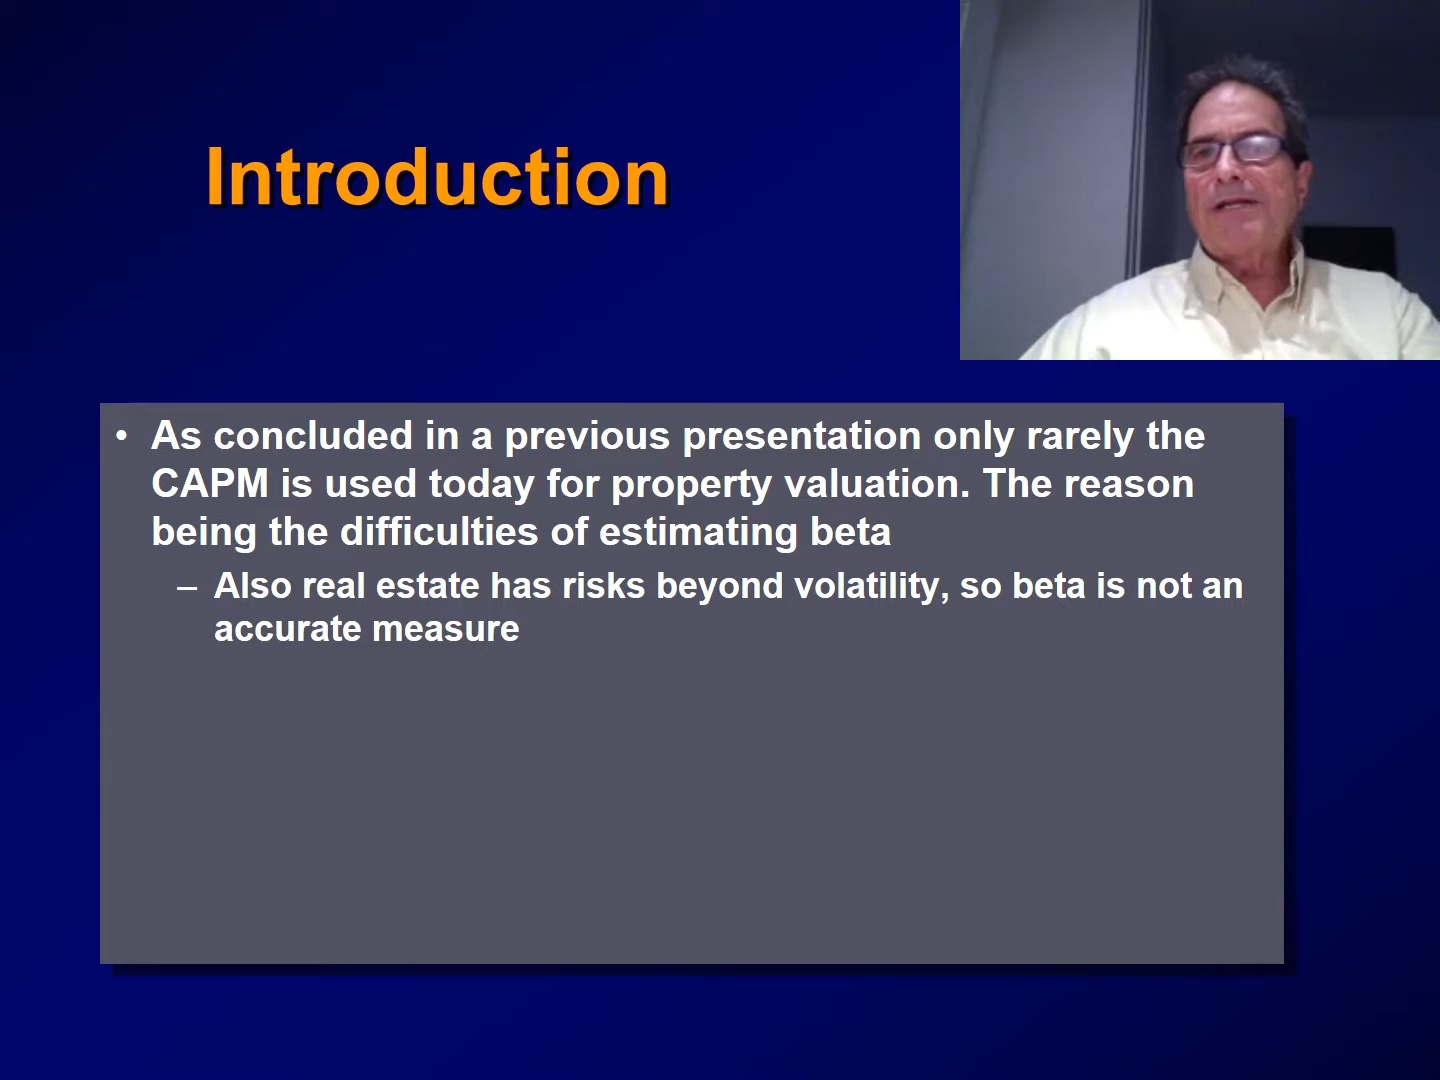 Introduction
• As concluded in a previous presentation only rarely the
CAPM is used today for property valuation. The reason
being the difficulties of estimating beta
– Also real estate has risks beyond volatility, so beta is not an
accurate measure